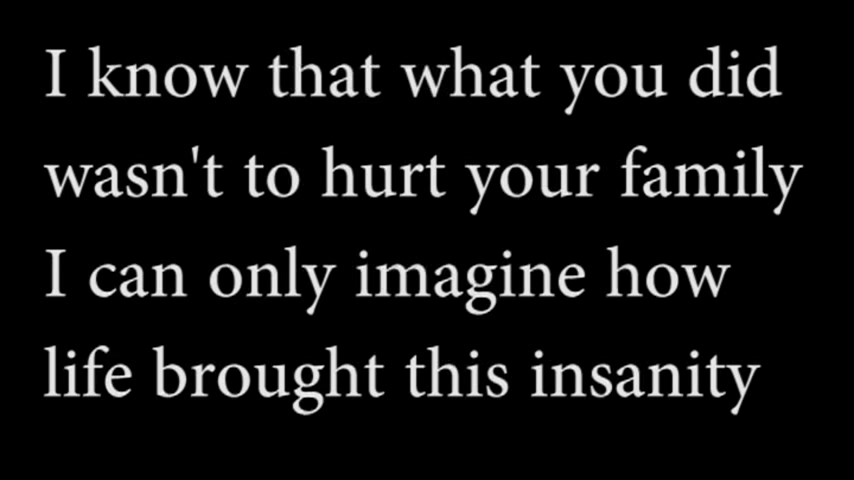 I know that what you did
wasn't to hurt your family
I can only imagine how
life brought this insanity